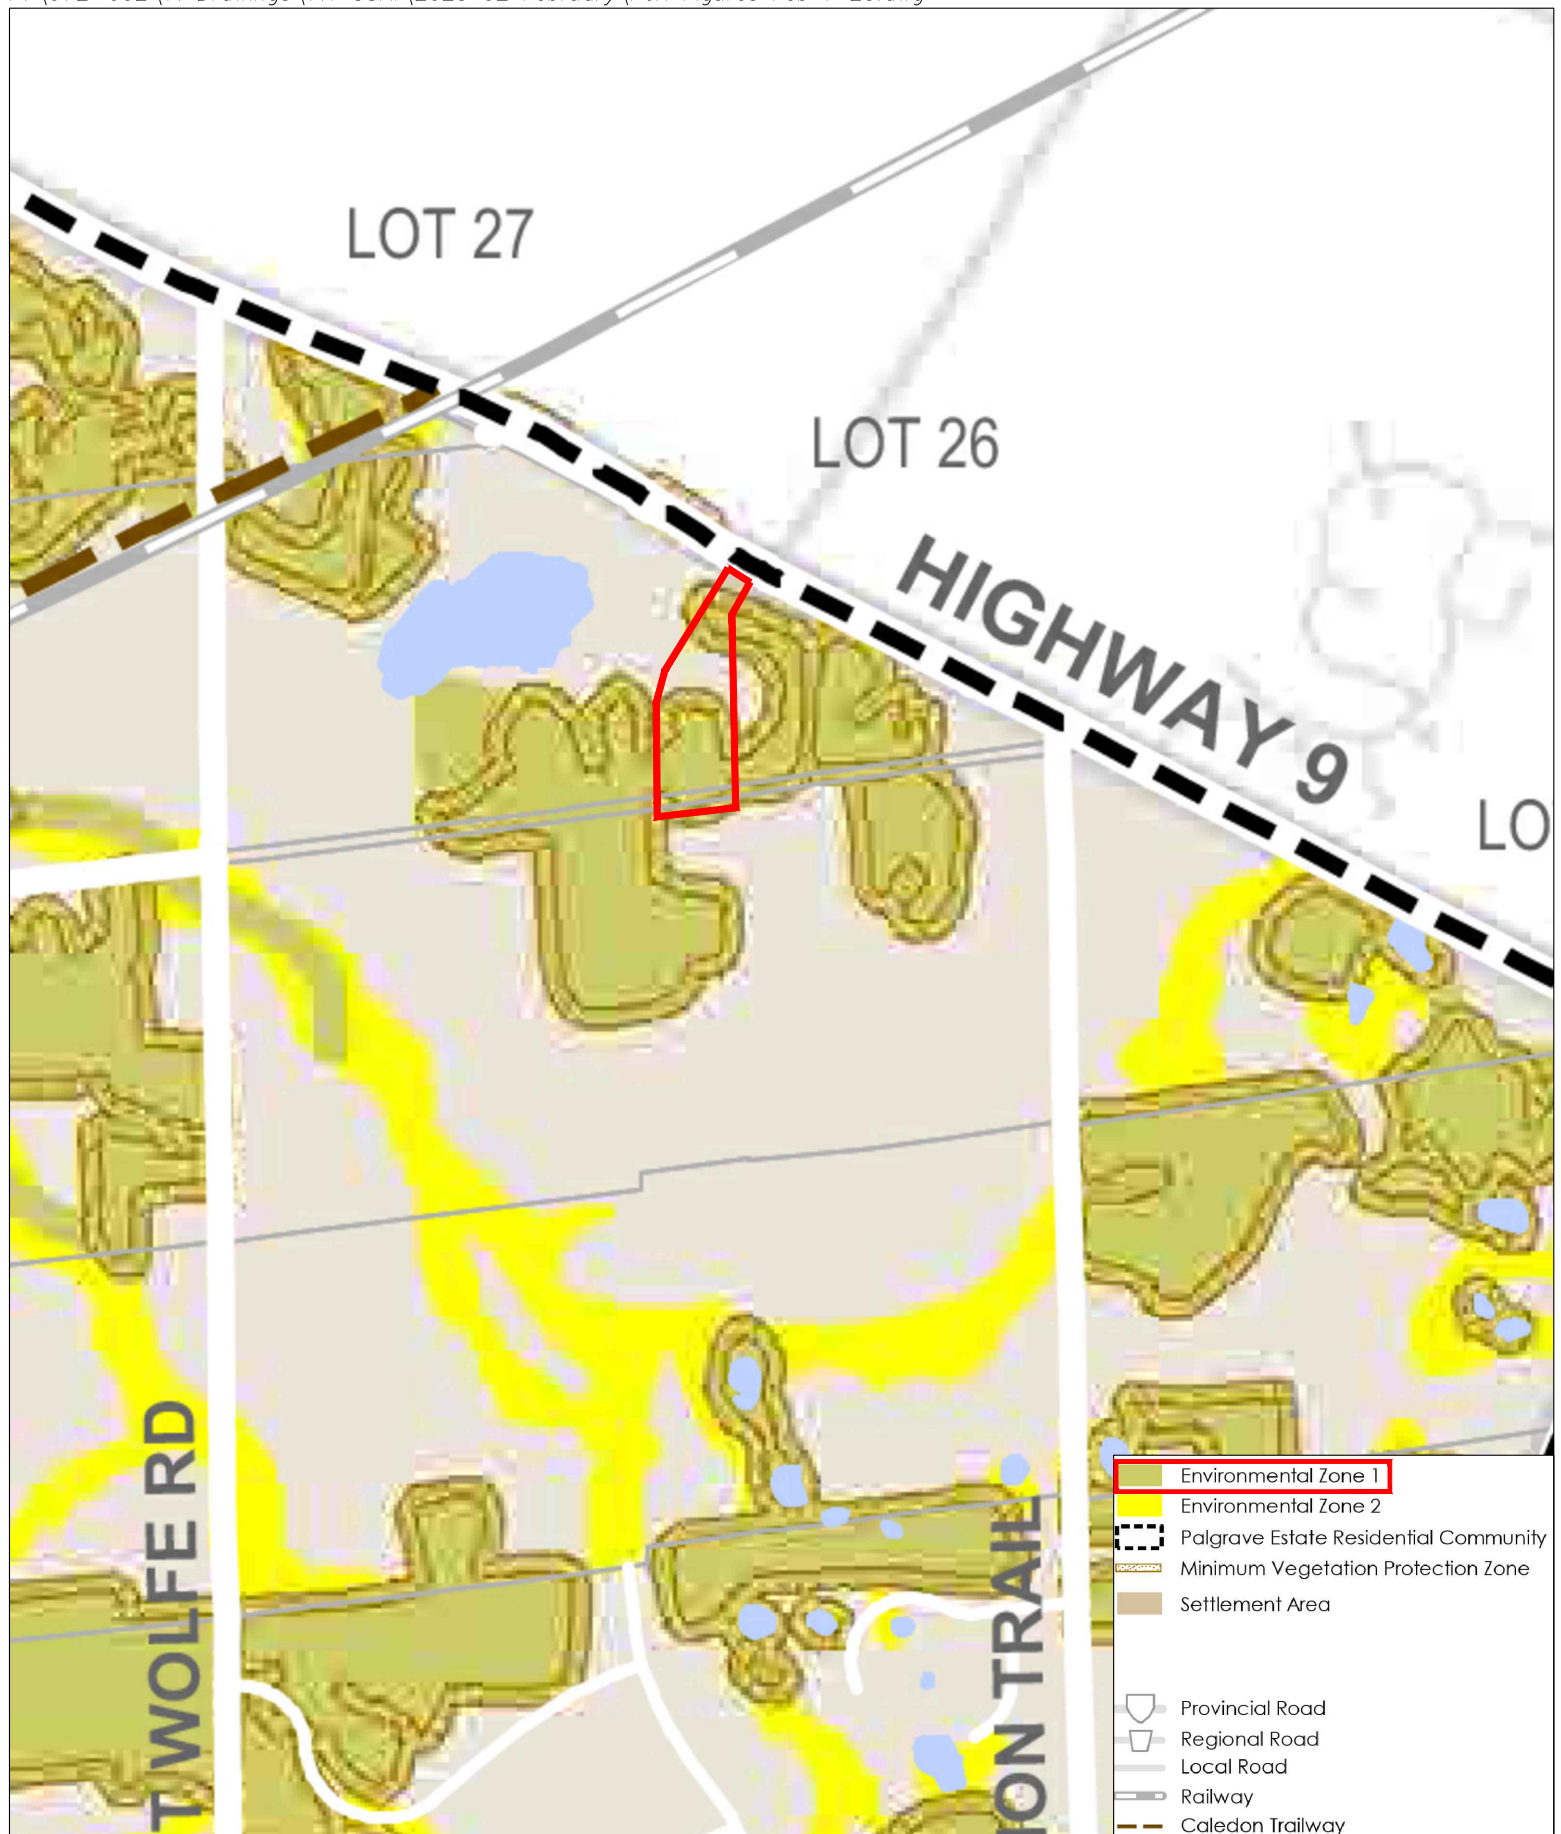 LOT 27
LOT 26
HIGHWAY 9
LO
T WOLFE RD
ION TRAIL
Environmental Zone 1
Environmental Zone 2
Palgrave Estate Residential Community
Minimum Vegetation Protection Zone
Settlement Area
Provincial Road
Regional Road
Local Road
Railway
Caledon Trailway